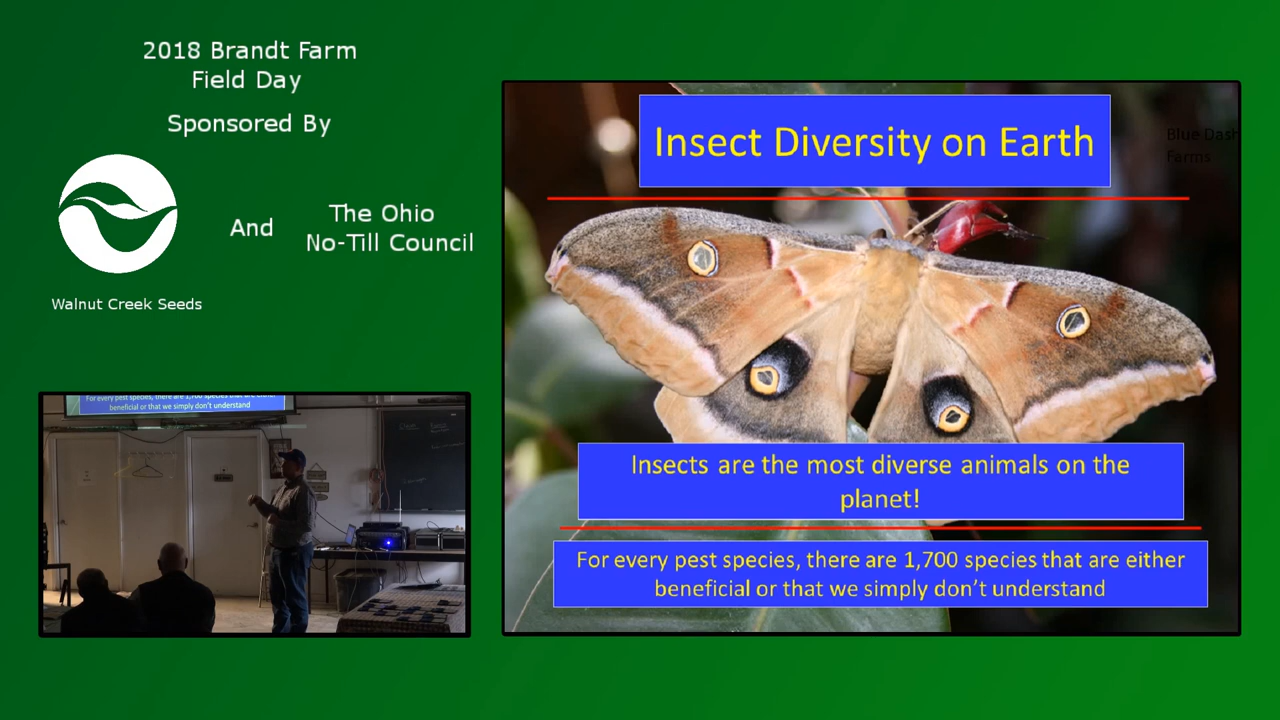 2018 Brandt Farm
Field Day
Sponsored By
And
The Ohio
No-Till Council
Walnut Creek Seeds
Insect Diversity on Earth
Blue Dash
Farms
Insects are the most diverse animals on the
planet!
For every pest species, there are 1,700 species that are either
beneficial or that we simply don't understand
For every pest species, there are 1,700 species that are either
beneficial or that we simply don't understand